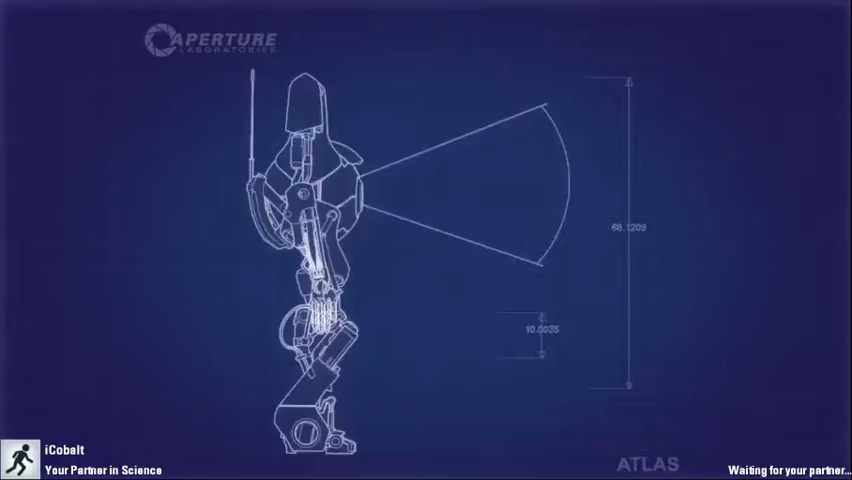 APERTURE
LABORATORIES
68.1209
10.0035
iCobalt
Your Partner in Science
ATLAS
Waiting for your partner...